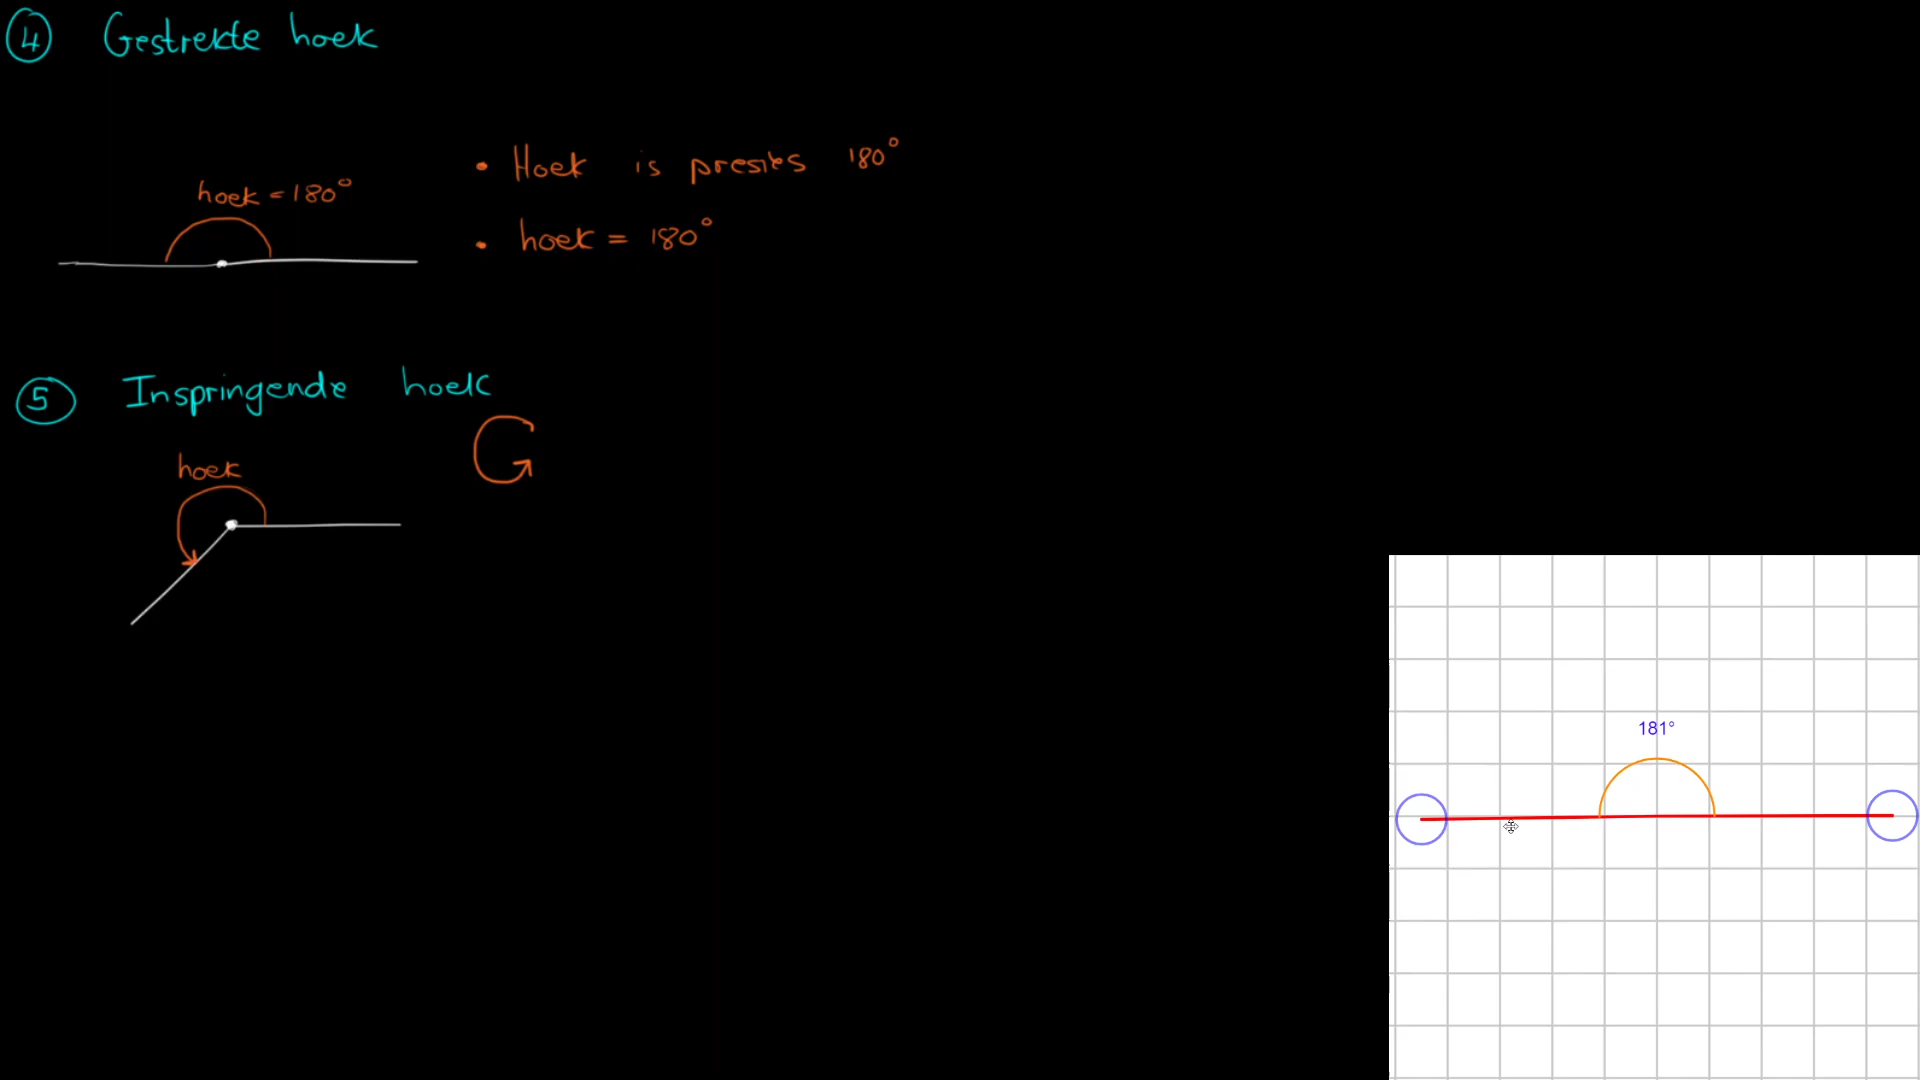 4 Gestrekte hoek
hoek = 180°
• Hoek is presies 180°
• hoek = 180°
5 Inspringende hoek
hoek
181°